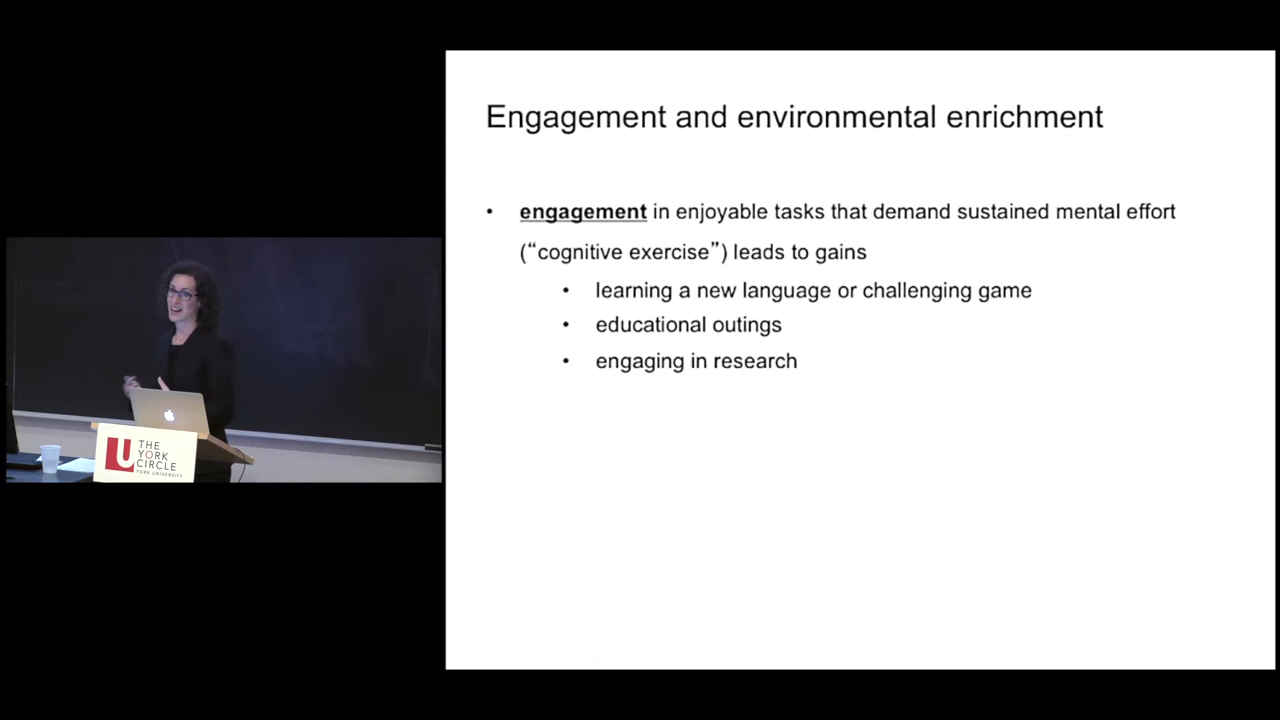 Engagement and environmental enrichment
• engagement in enjoyable tasks that demand sustained mental effort
(“cognitive exercise”) leads to gains
• learning a new language or challenging game
• educational outings
• engaging in research
THE
YORK
CIRCLE
YORK UNIVERSITY